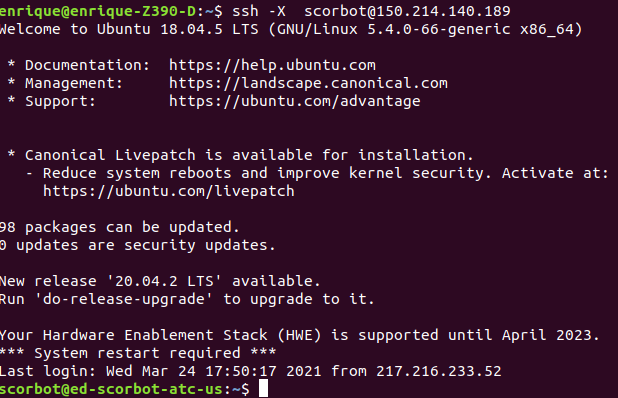 enrique@enrique-Z390-D:~$ ssh -X  scorbot@150.214.140.189
Welcome to Ubuntu 18.04.5 LTS (GNU/Linux 5.4.0-66-generic x86_64)
* Documentation:  https://help.ubuntu.com
* Management:     https://landscape.canonical.com
* Support:        https://ubuntu.com/advantage
* Canonical Livepatch is available for installation.
- Reduce system reboots and improve kernel security. Activate at:
https://ubuntu.com/livepatch
98 packages can be updated.
0 updates are security updates.
New release '20.04.2 LTS' available.
Run 'do-release-upgrade' to upgrade to it.
Your Hardware Enablement Stack (HWE) is supported until April 2023.
*** System restart required ***
Last login: Wed Mar 24 17:50:17 2021 from 217.216.233.52
scorbot@ed-scorbot-atc-us:~$